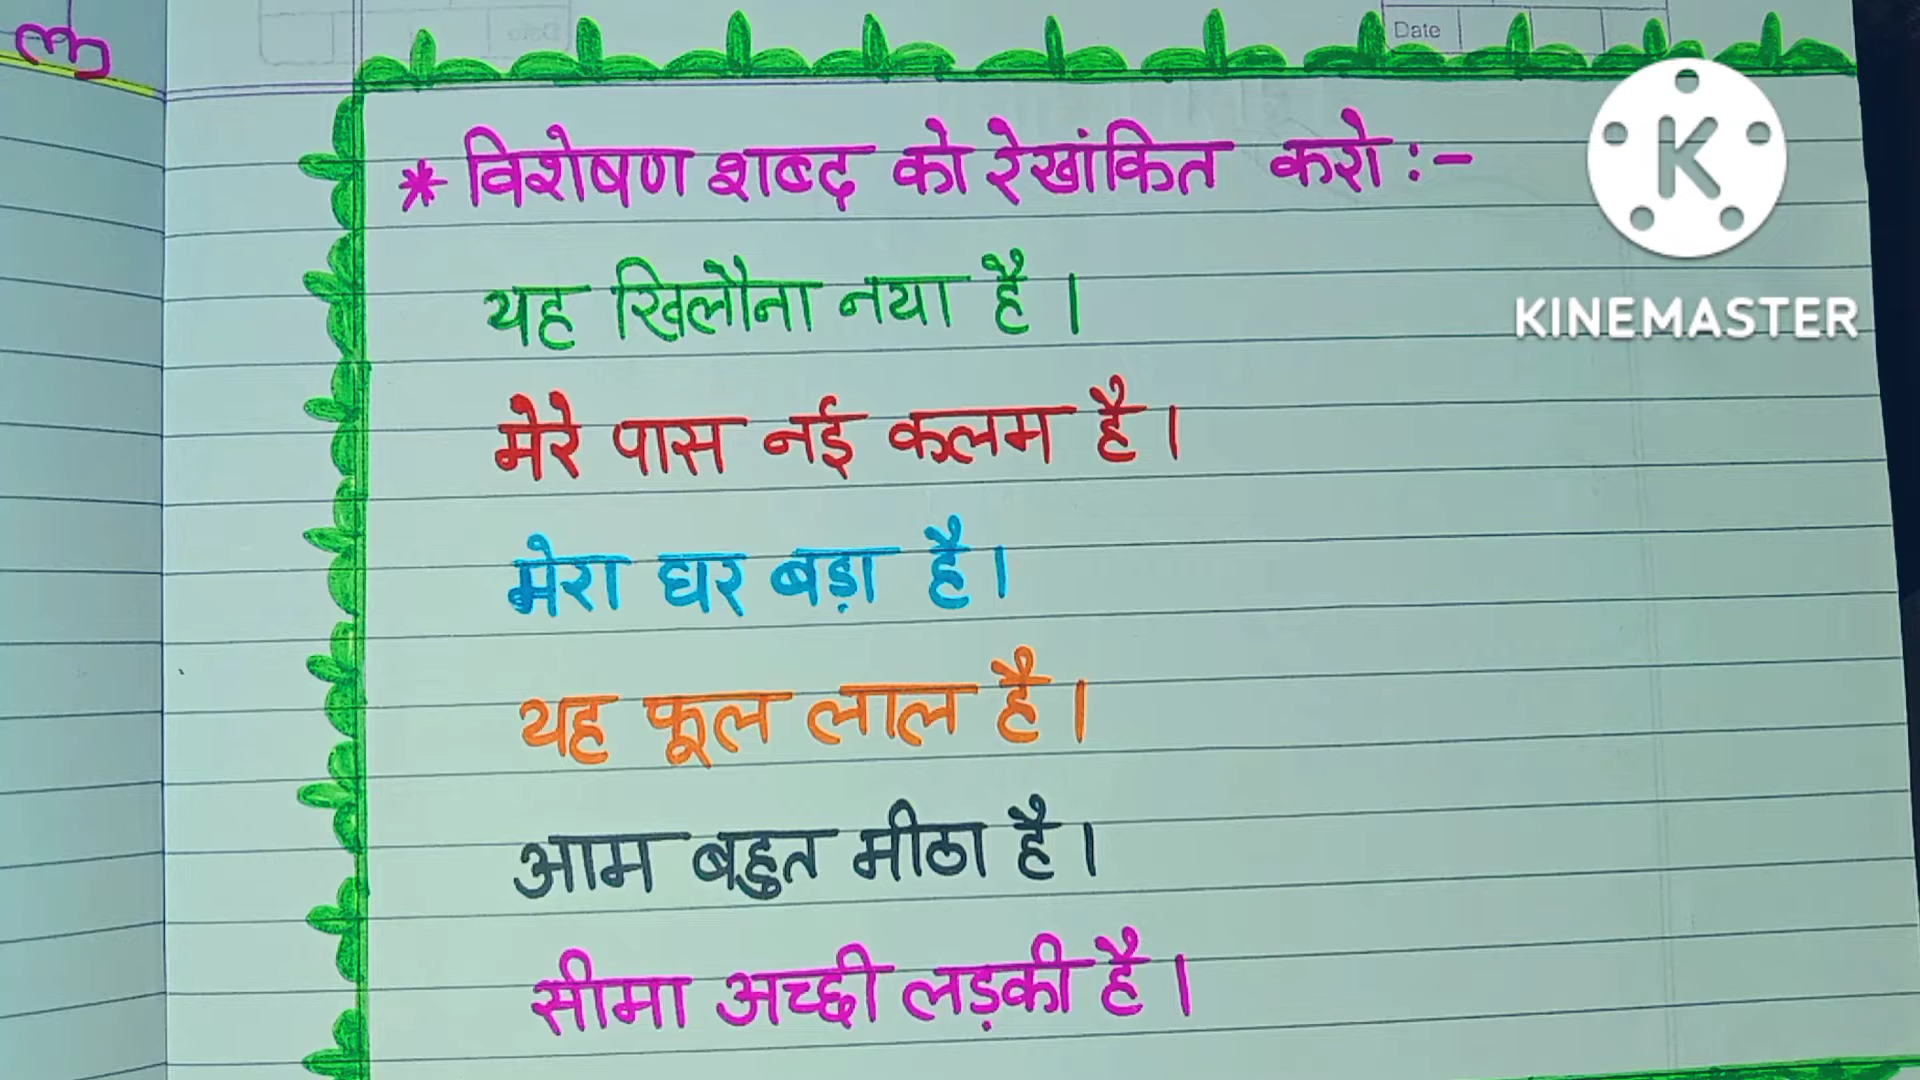 Date
* विशेषण शब्द को रेखांकित करो :-
यह खिलौना नया है ।
मेरे पास नई कलम है ।
मेरा घर बड़ा है ।
यह फूल लाल है ।
आम बहुत मीठा है ।
सीमा अच्छी लड़की है ।
K
KINEMASTER